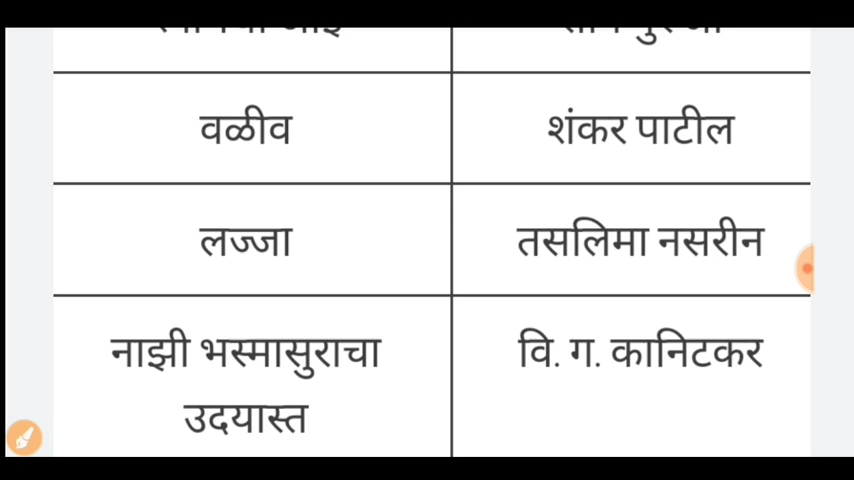 वळीव शंकर पाटील
लज्जा तसलिमा नसरीन
नाझी भस्मासुराचा वि. ग. कानिटकर
उदयास्त